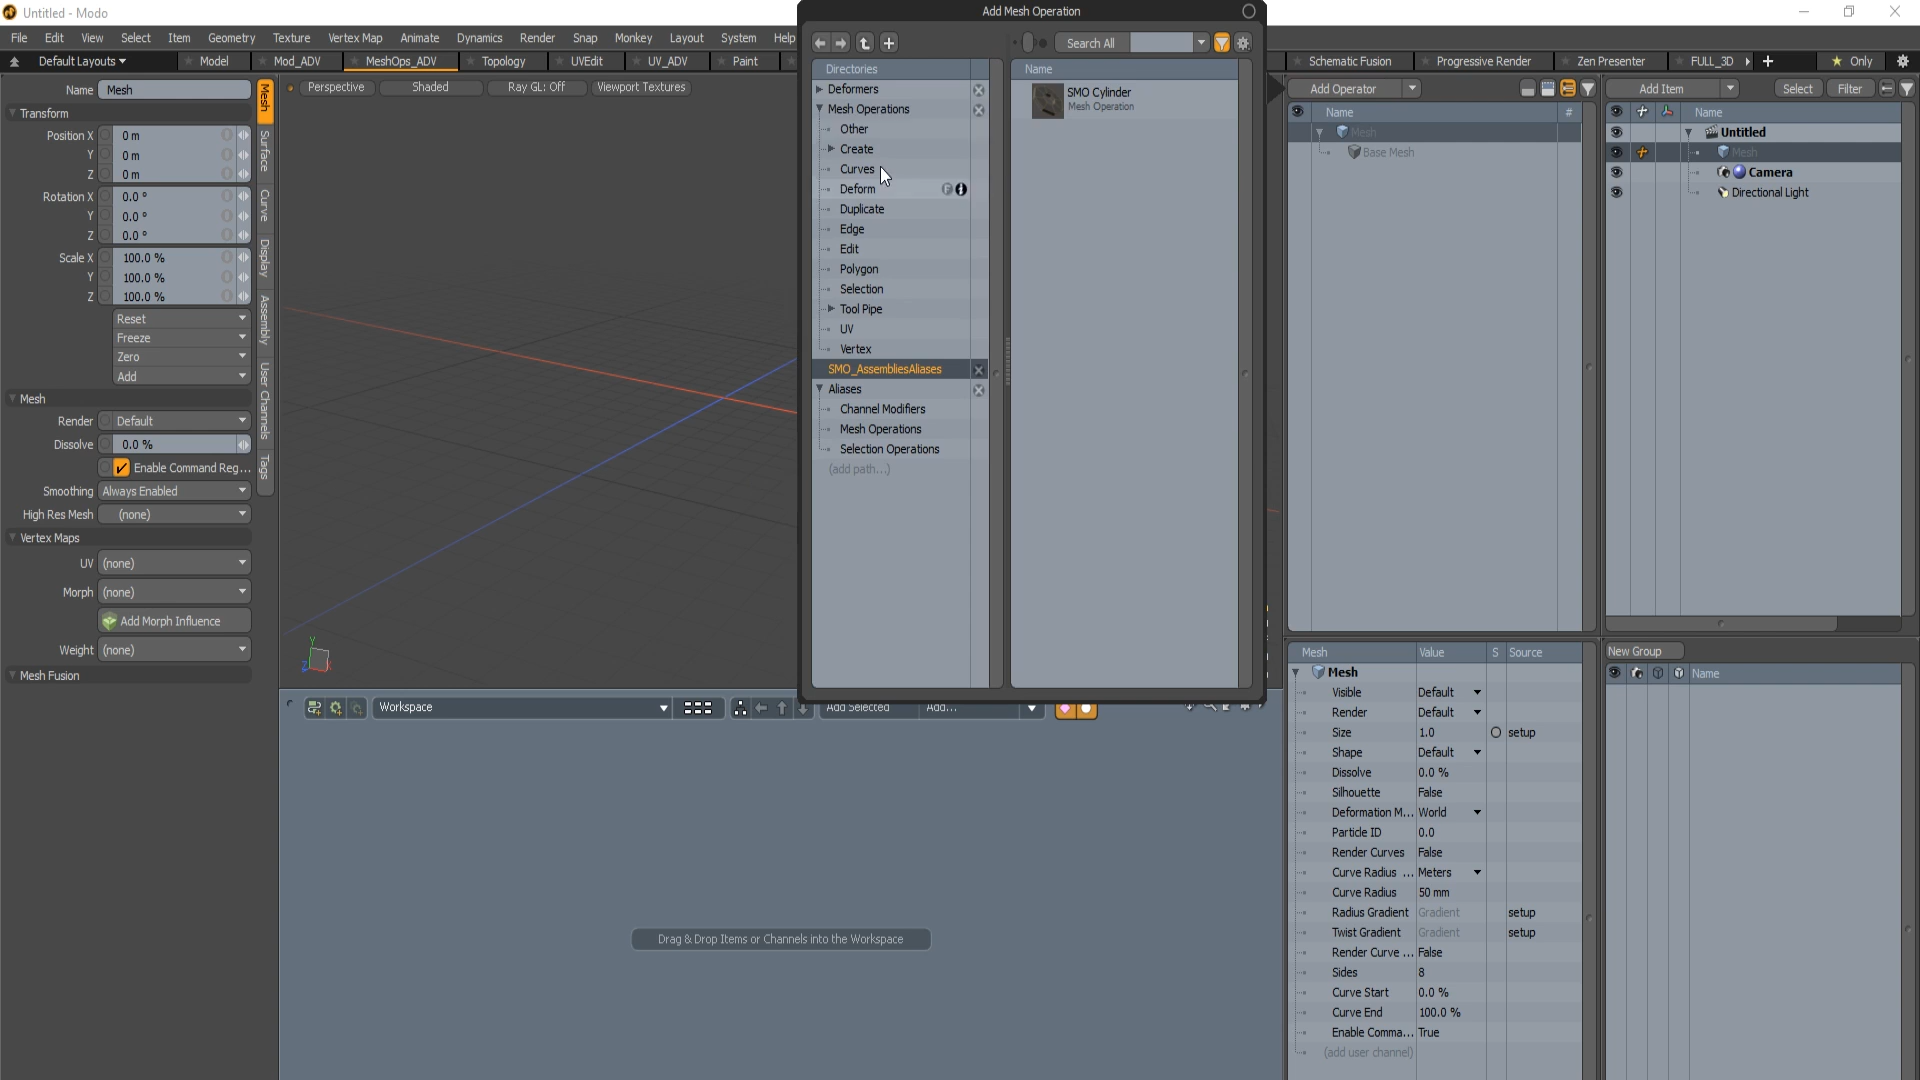 Untitled - Modo
Add Mesh Operation
File Edit View Select Item Geometry Texture Vertex Map Animate Dynamics Render Snap Monkey Layout System Help
Default Layouts Model Mod_ADV MeshOps_ADV Topology UVEdit UV_ADV Paint Schematic Fusion Progressive Render Zen Presenter FULL_3D Only
Name Mesh
Transform
Position X 0 m
Y 0 m
Z 0 m
Rotation X 0.0 °
Y 0.0 °
Z 0.0 °
Scale X 100.0 %
Y 100.0 %
Z 100.0 %
Reset
Freeze
Zero
Add
Mesh
Render Default
Dissolve 0.0 %
Enable Command Reg...
Smoothing Always Enabled
High Res Mesh (none)
Vertex Maps
UV (none)
Morph (none)
Add Morph Influence
Weight (none)
Mesh Fusion
Mesh
Surface
Curve
Display
Assembly
User Channels
Tags
Perspective Shaded Ray GL: Off Viewport Textures
Y
Z
Workspace Add Selected Add...
Drag & Drop Items or Channels into the Workspace
Search All
Directories
Deformers
Mesh Operations
Other
Create
Curves
Deform
Duplicate
Edge
Edit
Polygon
Selection
Tool Pipe
UV
Vertex
SMO_AssembliesAliases
Aliases
Channel Modifiers
Mesh Operations
Selection Operations
(add path...)
Name
SMO Cylinder
Mesh Operation
Add Operator
Name #
Mesh
Base Mesh
Add Item Select Filter
Name
Untitled
Mesh
Camera
Directional Light
Mesh Value S Source
Mesh
Visible Default
Render Default
Size 1.0 setup
Shape Default
Dissolve 0.0 %
Silhouette False
Deformation M... World
Particle ID 0.0
Render Curves False
Curve Radius ... Meters
Curve Radius 50 mm
Radius Gradient Gradient setup
Twist Gradient Gradient setup
Render Curve ... False
Sides 8
Curve Start 0.0 %
Curve End 100.0 %
Enable Comma... True
(add user channel)
New Group
Name